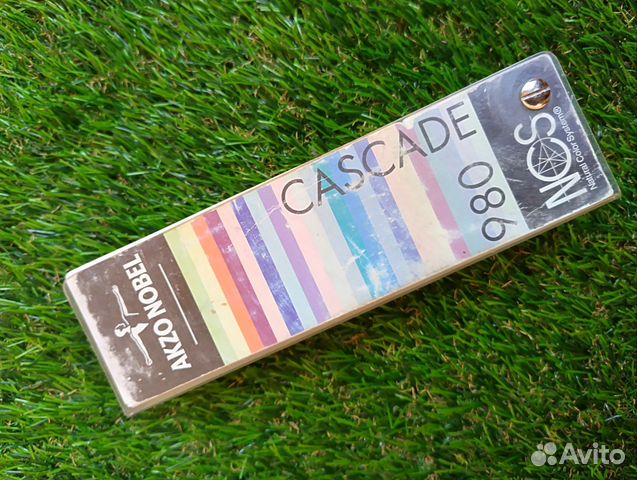 NCS
Natural Color System®
CASCADE
980
AKZO NOBEL
Avito